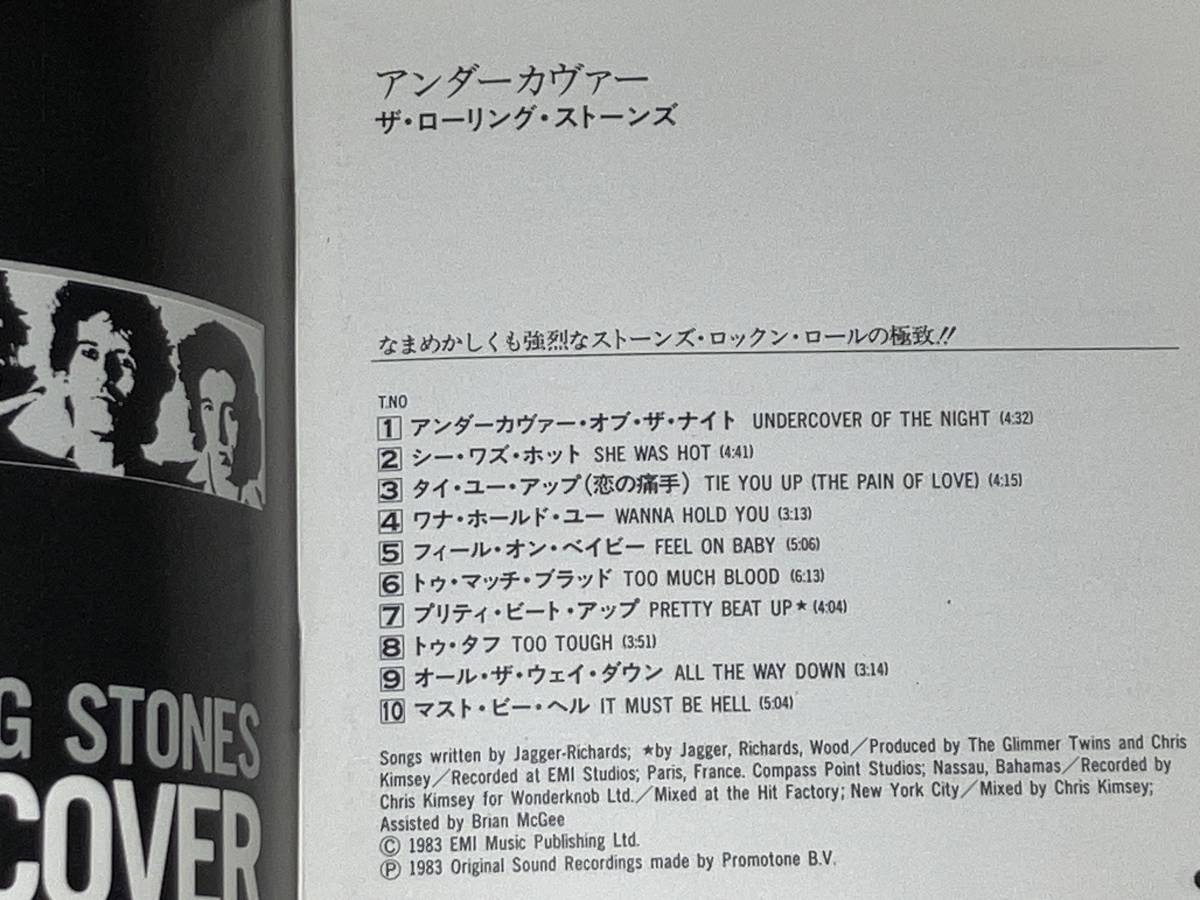 アンダーカヴァー
ザ・ローリング・ストーンズ
なまめかしくも強烈なストーンズ・ロックン・ロールの極致!!
T.NO
1 アンダーカヴァー・オブ・ザ・ナイト UNDERCOVER OF THE NIGHT (4:32)
2 シー・ワズ・ホット SHE WAS HOT (4:41)
3 タイ・ユー・アップ(恋の痛手) TIE YOU UP (THE PAIN OF LOVE) (4:15)
4 ワナ・ホールド・ユー WANNA HOLD YOU (3:13)
5 フィール・オン・ベイビー FEEL ON BABY (5:06)
6 トゥ・マッチ・ブラッド TOO MUCH BLOOD (6:13)
7 プリティ・ビート・アップ PRETTY BEAT UP★ (4:04)
8 トゥ・タフ TOO TOUGH (3:51)
9 オール・ザ・ウェイ・ダウン ALL THE WAY DOWN (3:14)
10 マスト・ビー・ヘル IT MUST BE HELL (5:04)
Songs written by Jagger-Richards; ★by Jagger, Richards, Wood／Produced by The Glimmer Twins and Chris
Kimsey／Recorded at EMI Studios; Paris, France. Compass Point Studios; Nassau, Bahamas／Recorded by
Chris Kimsey for Wonderknob Ltd.／Mixed at the Hit Factory; New York City／Mixed by Chris Kimsey;
Assisted by Brian McGee
Ⓒ 1983 EMI Music Publishing Ltd.
Ⓟ 1983 Original Sound Recordings made by Promotone B.V.
G STONES
COVER